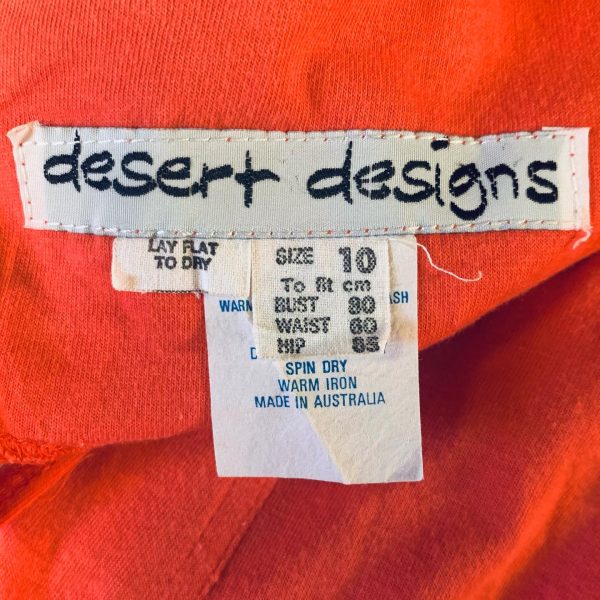 desert designs
LAY FLAT
TO DRY
SIZE 10
To fit cm
BUST 80
WAIST 60
HIP 85
WARM
SPIN DRY
WARM IRON
MADE IN AUSTRALIA